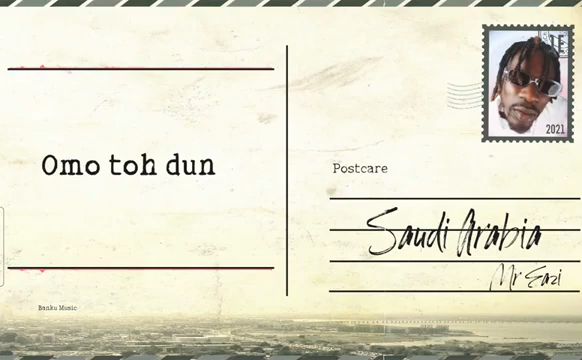 Omo toh dun
Banku Music
2021
Postcare
Saudi Arabia
Mr Eazi